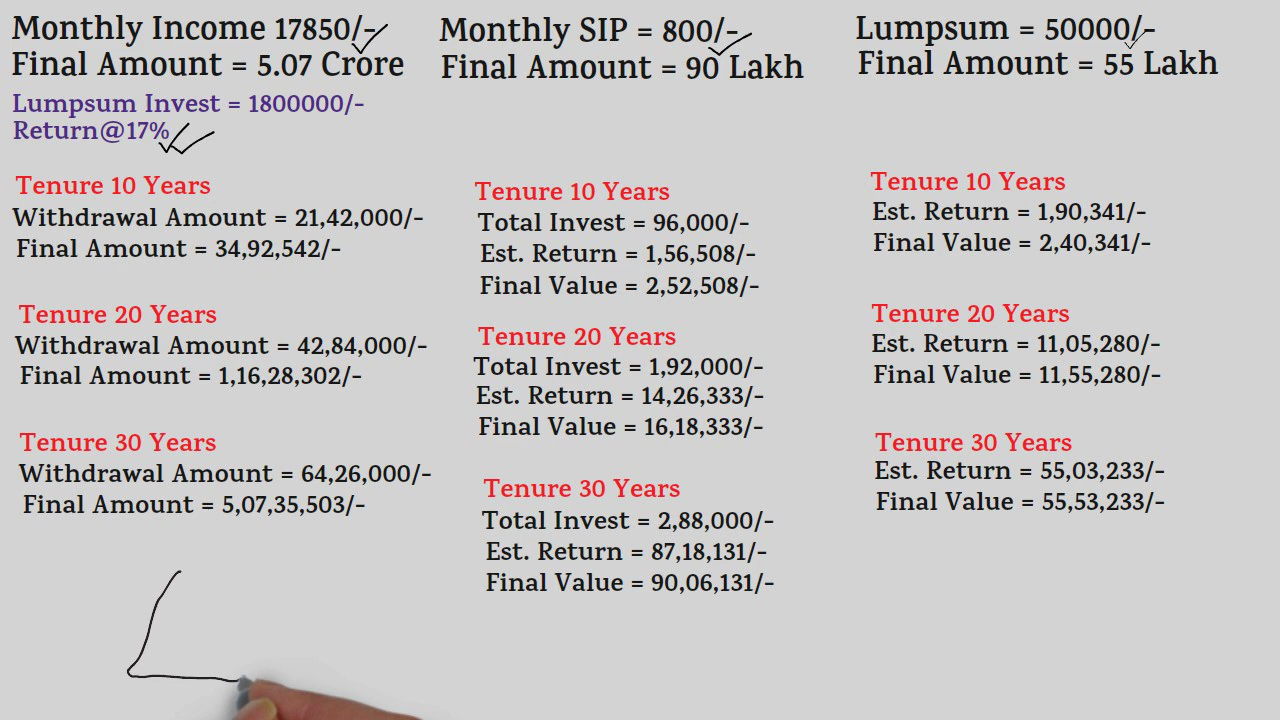 Monthly Income 17850/-
Final Amount = 5.07 Crore
Lumpsum Invest = 1800000/-
Return@17%
Tenure 10 Years
Withdrawal Amount = 21,42,000/-
Final Amount = 34,92,542/-
Tenure 20 Years
Withdrawal Amount = 42,84,000/-
Final Amount = 1,16,28,302/-
Tenure 30 Years
Withdrawal Amount = 64,26,000/-
Final Amount = 5,07,35,503/-
Monthly SIP = 800/-
Final Amount = 90 Lakh
Tenure 10 Years
Total Invest = 96,000/-
Est. Return = 1,56,508/-
Final Value = 2,52,508/-
Tenure 20 Years
Total Invest = 1,92,000/-
Est. Return = 14,26,333/-
Final Value = 16,18,333/-
Tenure 30 Years
Total Invest = 2,88,000/-
Est. Return = 87,18,131/-
Final Value = 90,06,131/-
Lumpsum = 50000/-
Final Amount = 55 Lakh
Tenure 10 Years
Est. Return = 1,90,341/-
Final Value = 2,40,341/-
Tenure 20 Years
Est. Return = 11,05,280/-
Final Value = 11,55,280/-
Tenure 30 Years
Est. Return = 55,03,233/-
Final Value = 55,53,233/-